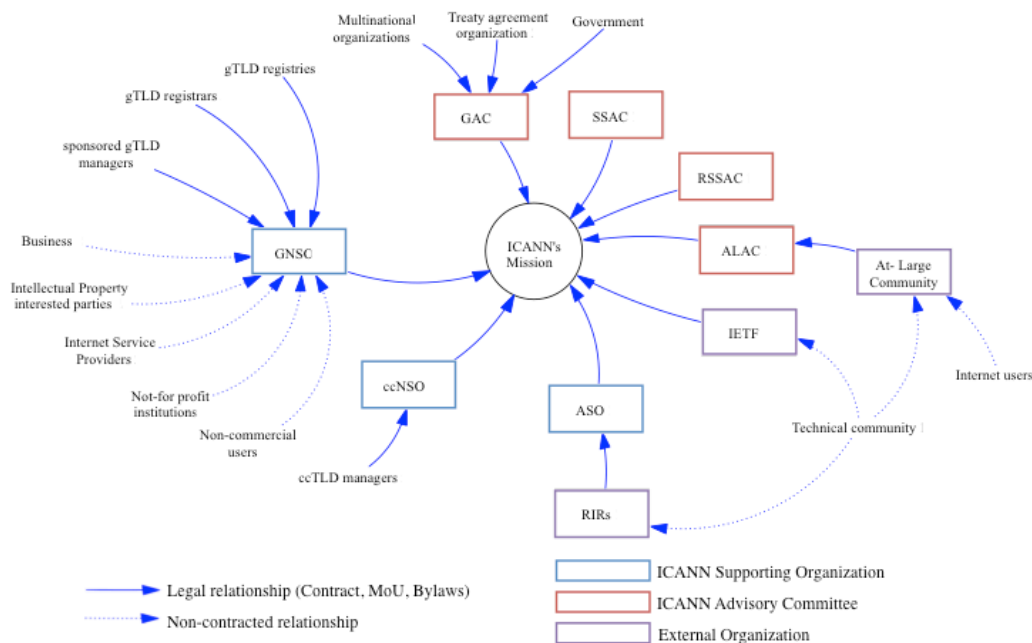 Multinational
organizations
Treaty agreement
organization
Government
gTLD registries
gTLD registrars
sponsored gTLD
managers
GAC
SSAC
RSSAC
Business
GNSO
ICANN's
Mission
ALAC
At- Large
Community
Intellectual Property
interested parties
Internet Service
Providers
IETF
Internet users
Not-for profit
institutions
ccNSO
ASO
Non-commercial
users
Technical community
ccTLD managers
RIRs
Legal relationship (Contract, MoU, Bylaws)
Non-contracted relationship
ICANN Supporting Organization
ICANN Advisory Committee
External Organization